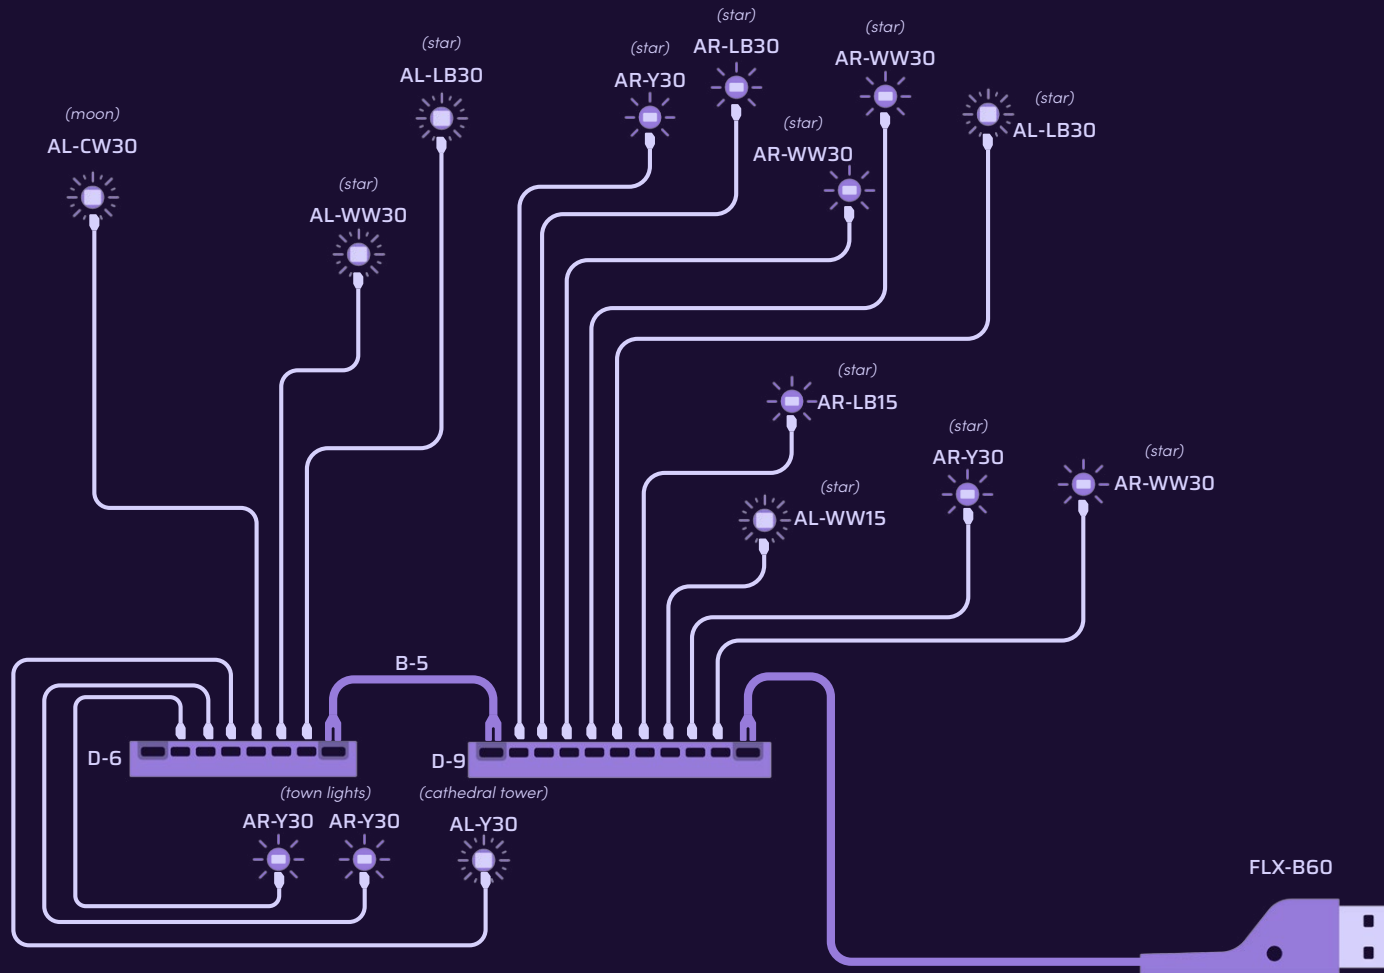 (star)
AR-LB30
(star)
AR-WW30
(star)
AL-LB30
(star)
AR-Y30
(star)
AL-LB30
(moon)
AL-CW30
(star)
AR-WW30
(star)
AL-WW30
(star)
AR-LB15
(star)
AR-Y30
(star)
AR-WW30
(star)
AL-WW15
B-5
D-6
D-9
(town lights)
AR-Y30 AR-Y30
(cathedral tower)
AL-Y30
FLX-B60